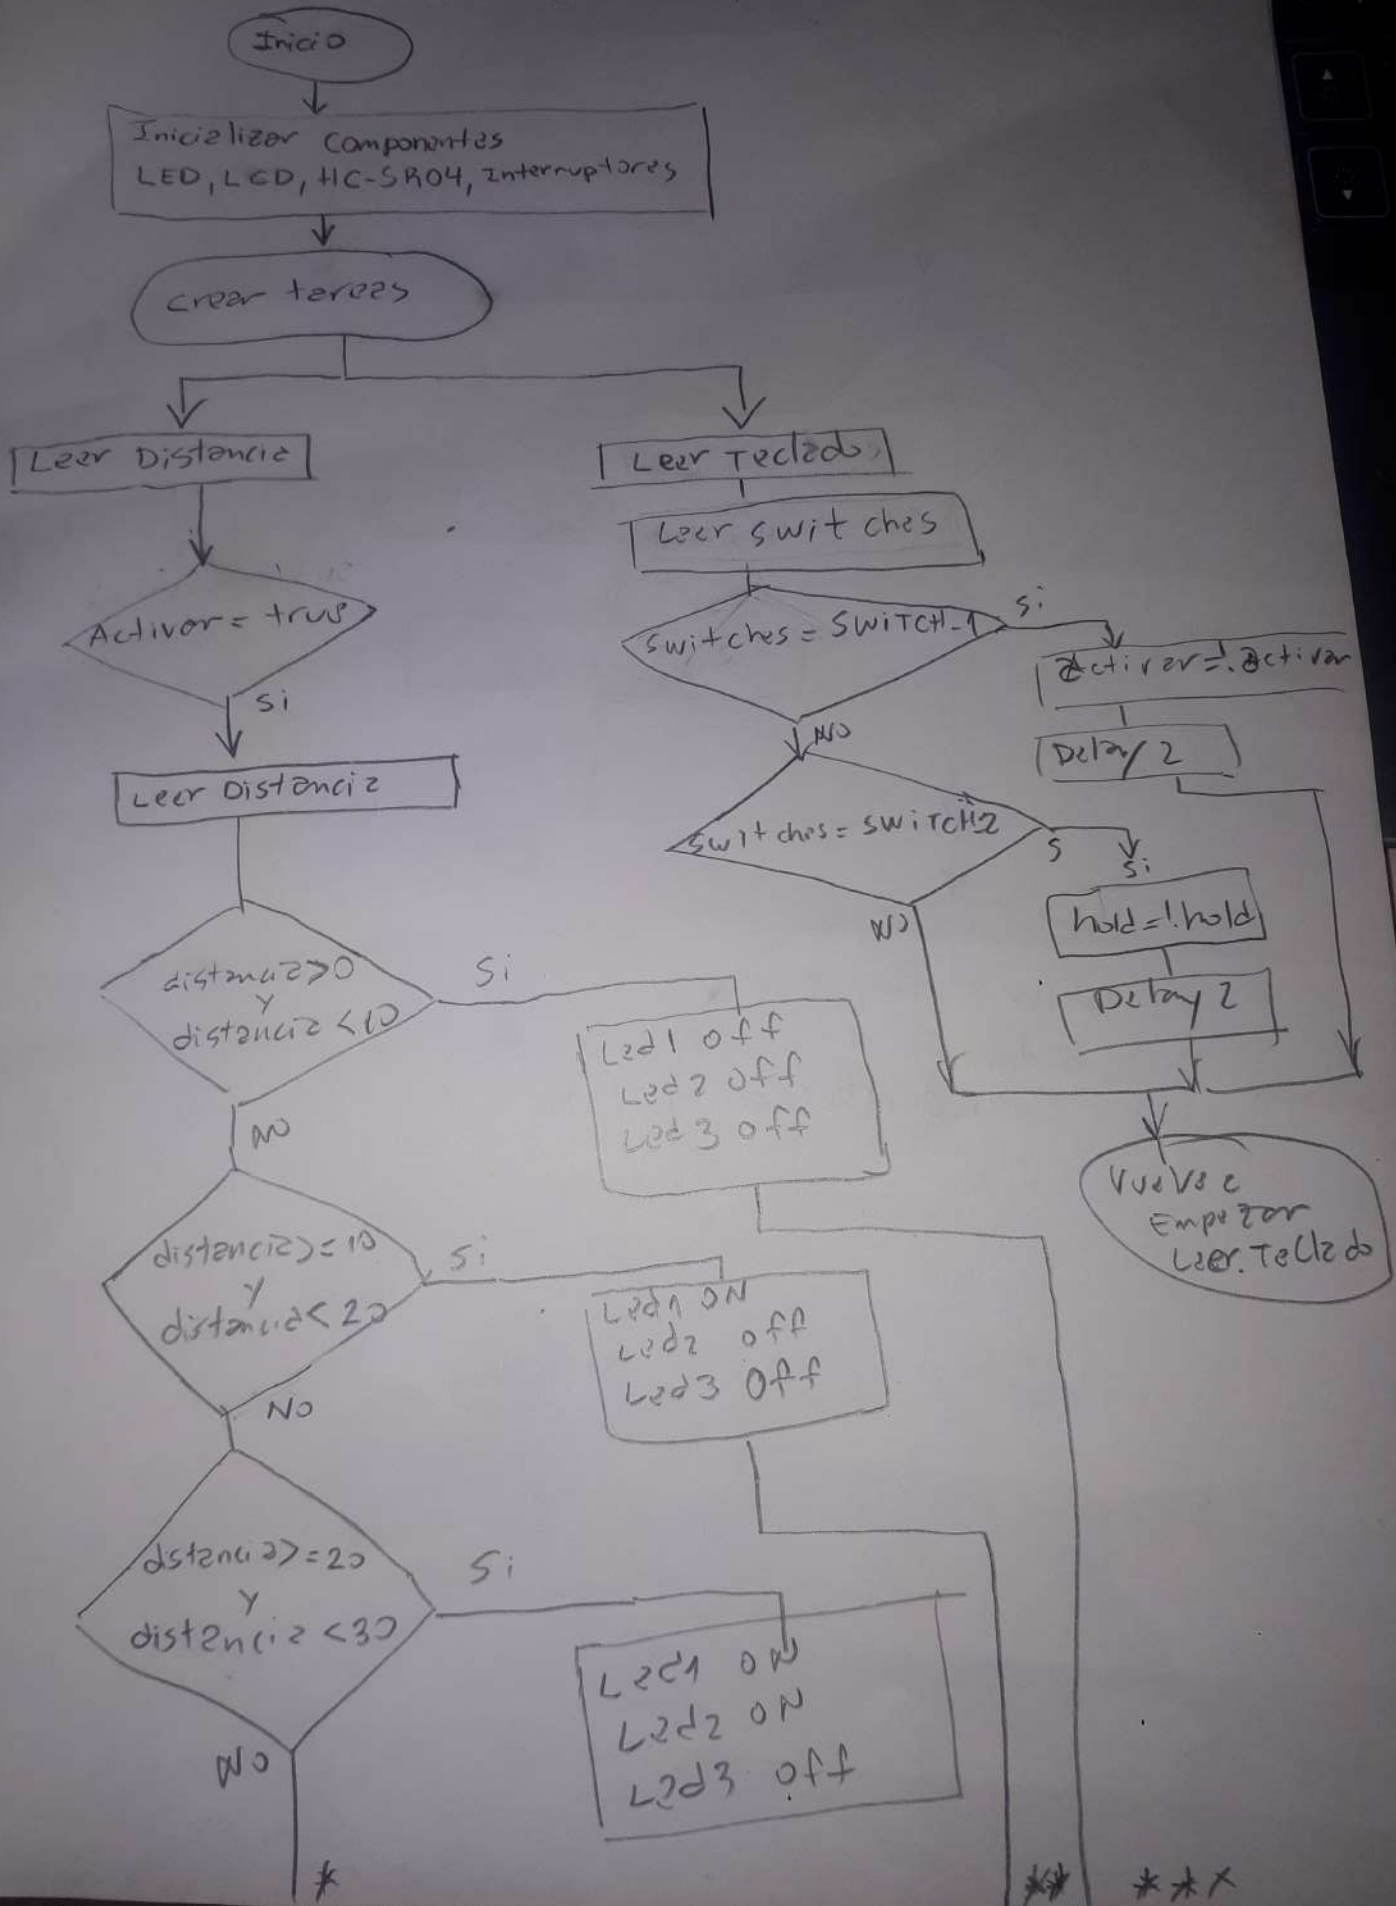 Inicio
Inicializar componentes
LED, LCD, HC-SR04, Interruptores
crear tareas
Leer Distancia
Activar = true
Si
Leer Distancia
distancia>0
Y
distancia <10
Si
Led1 Off
Led2 Off
Led3 Off
NO
distancia>=10
Y
distancia<20
Si
Led1 ON
Led2 Off
Led3 Off
NO
distancia>=20
Y
distancia <30
Si
Led1 ON
Led2 ON
Led3 Off
NO
*
**
***
Leer Teclado
Leer switches
switches = SWITCH_1
Si
Activar=!Activar
Delay 2
NO
switches = SWITCH2
S
Si
hold=!hold
Delay 2
NO
Vuelve
Empezar
Leer.Teclado